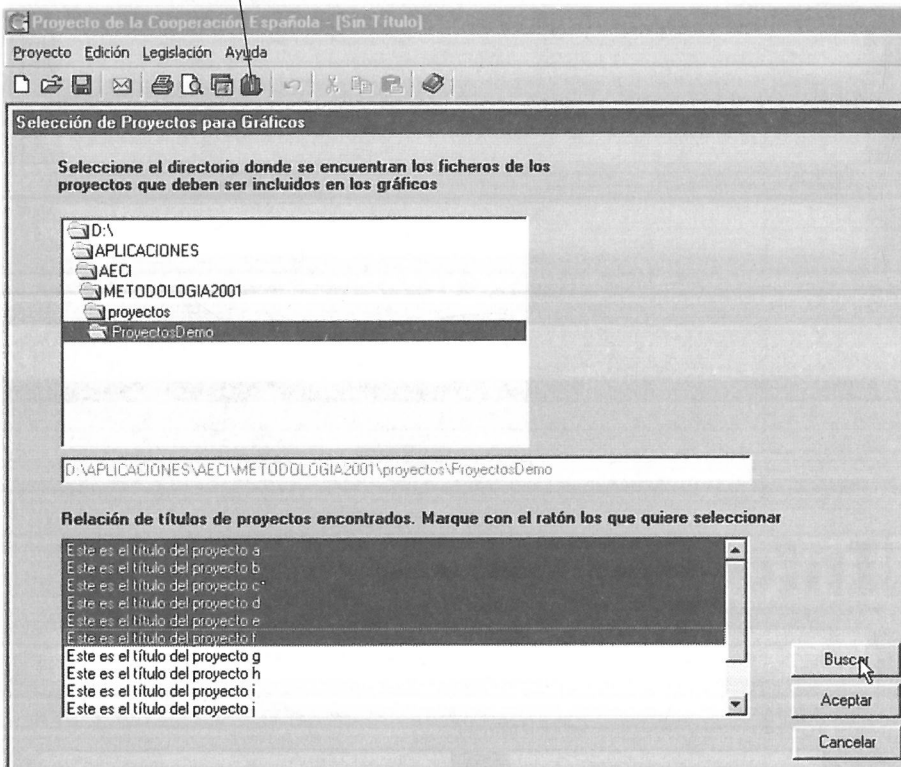 Proyecto de la Cooperación Española - [Sin Título]
Proyecto Edición Legislación Ayuda
Selección de Proyectos para Gráficos
Seleccione el directorio donde se encuentran los ficheros de los
proyectos que deben ser incluidos en los gráficos
D:\
APLICACIONES
AECI
METODOLOGIA2001
proyectos
ProyectosDemo
D:\APLICACIONES\AECI\METODOLOGIA2001\proyectos\ProyectosDemo
Relación de títulos de proyectos encontrados. Marque con el ratón los que quiere seleccionar
Este es el título del proyecto a
Este es el título del proyecto b
Este es el título del proyecto c
Este es el título del proyecto d
Este es el título del proyecto e
Este es el título del proyecto f
Este es el título del proyecto g
Este es el título del proyecto h
Este es el título del proyecto i
Este es el título del proyecto j
Buscar
Aceptar
Cancelar